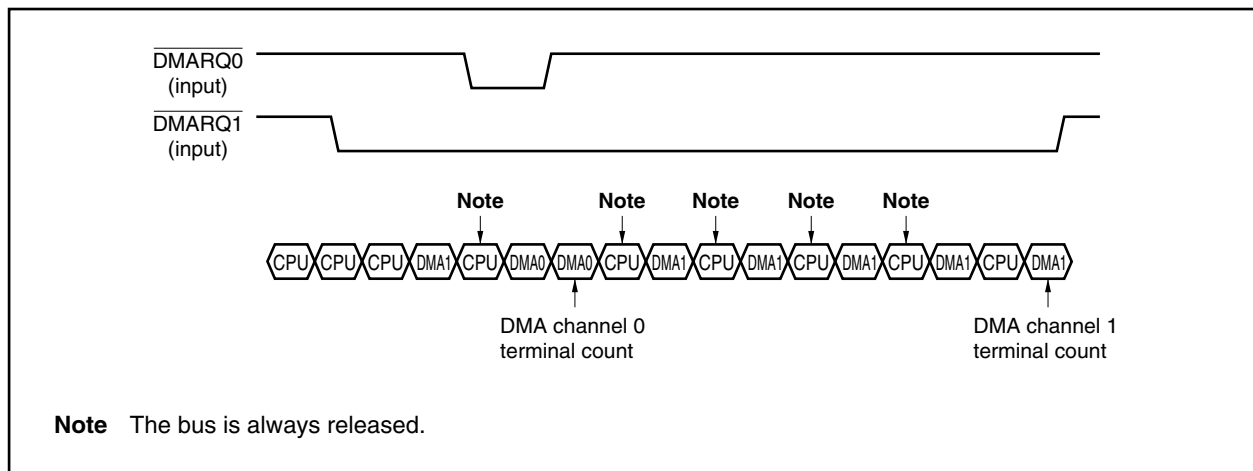 DMARQ0
(input)
DMARQ1
(input)
Note Note Note Note Note
CPU CPU CPU DMA1 CPU DMA0 DMA0 CPU DMA1 CPU DMA1 CPU DMA1 CPU DMA1 CPU DMA1
DMA channel 0
terminal count
DMA channel 1
terminal count
Note The bus is always released.